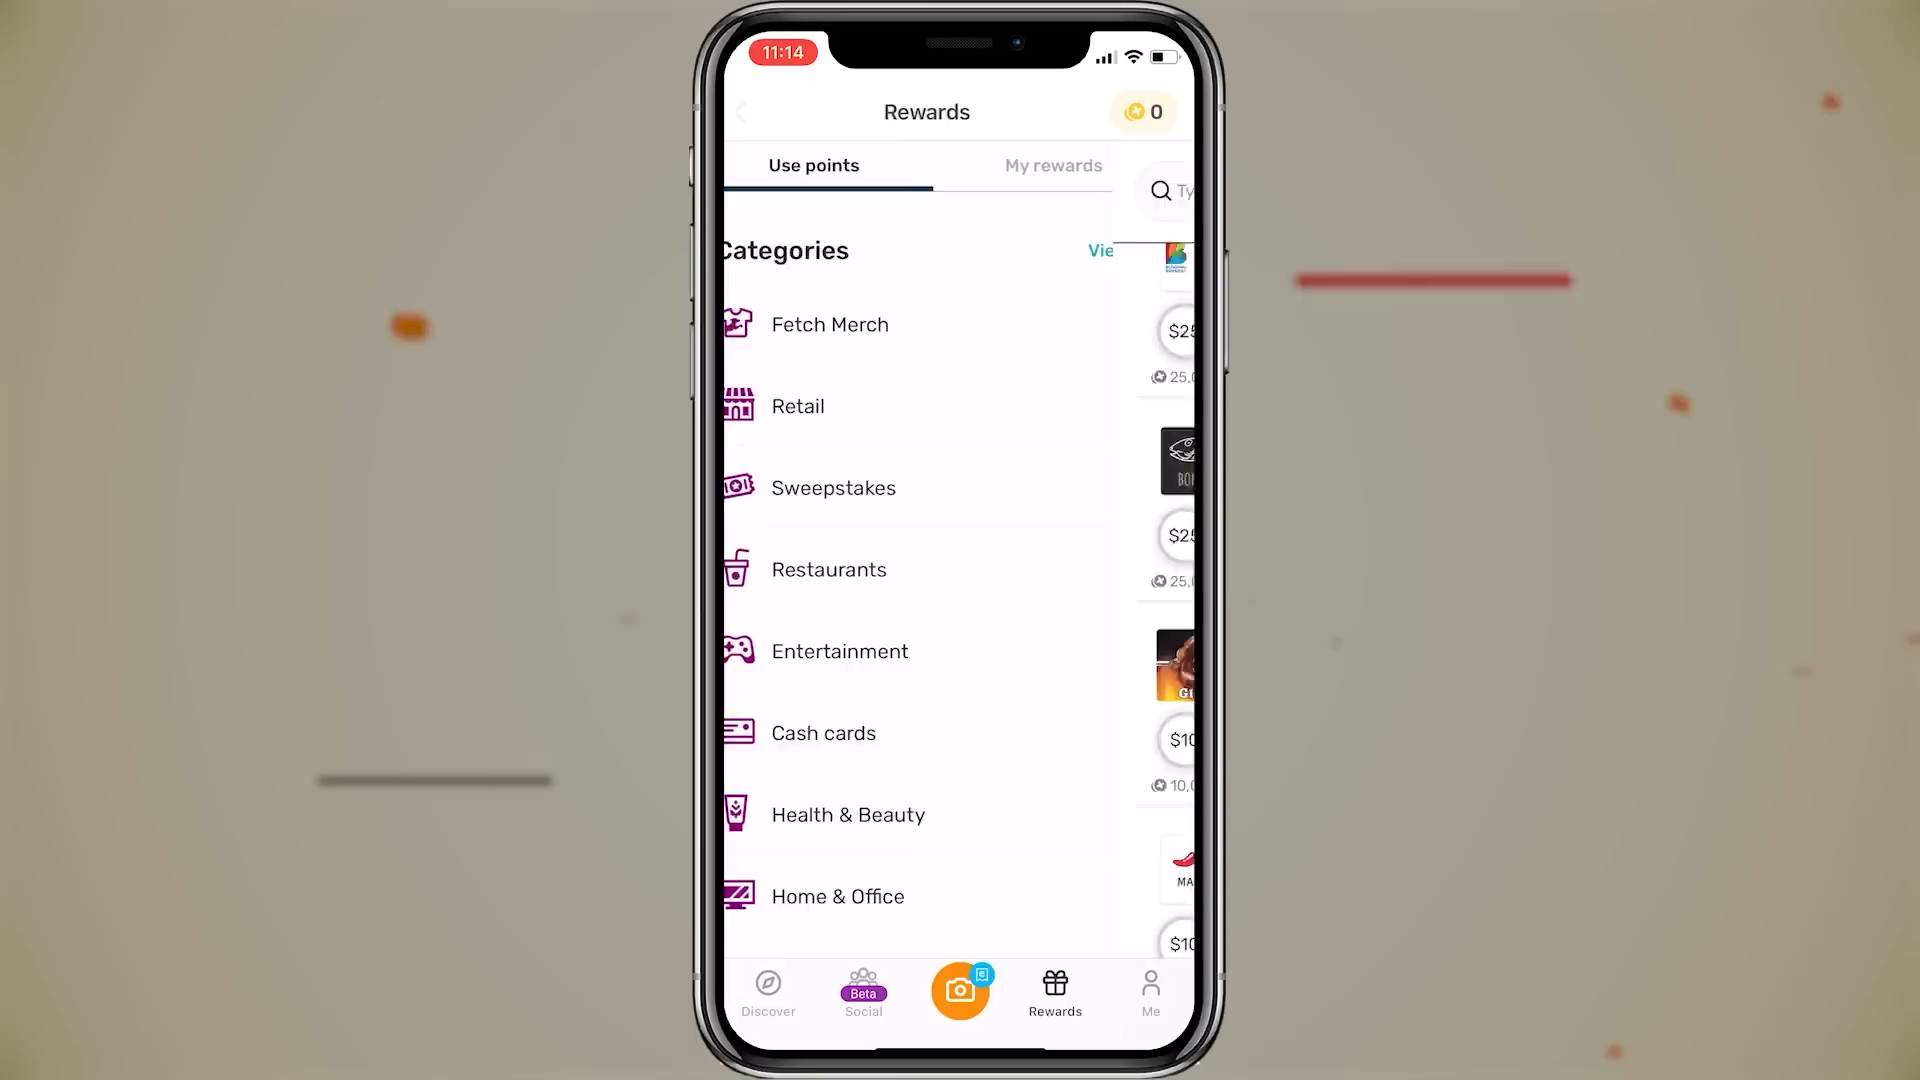 11:14
Rewards
0
Use points
My rewards
Categories
Fetch Merch
Retail
Sweepstakes
Restaurants
Entertainment
Cash cards
Health & Beauty
Home & Office
Beta
Discover
Social
Rewards
Me